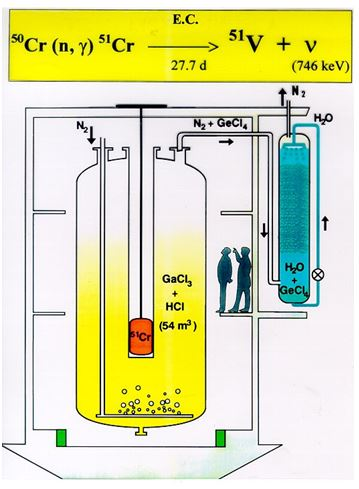 E.C.
⁵⁰Cr (n, γ) ⁵¹Cr → ⁵¹V + ν
27.7 d (746 keV)
N₂
H₂O
N₂
N₂ + GeCl₄
GaCl₃
+
HCl
(54 m³)
H₂O
+
GeCl₄
⁵¹Cr